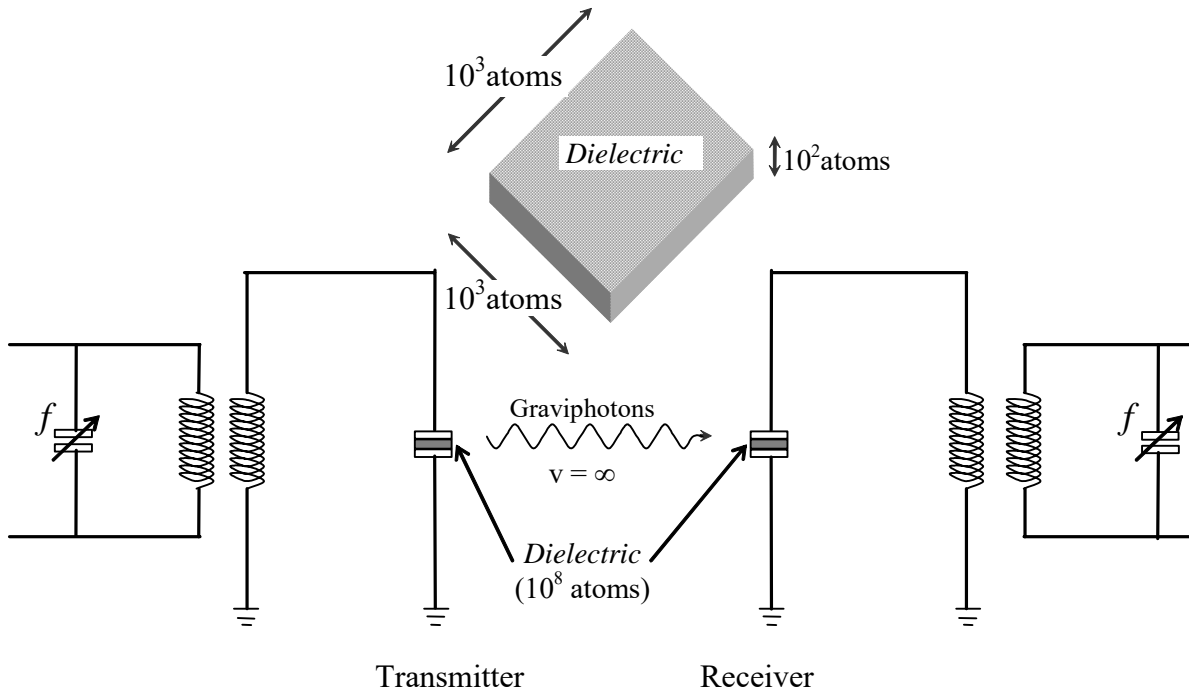 10³atoms
Dielectric
10²atoms
10³atoms
f
Graviphotons
v = ∞
f
Dielectric
(10⁸ atoms)
Transmitter
Receiver